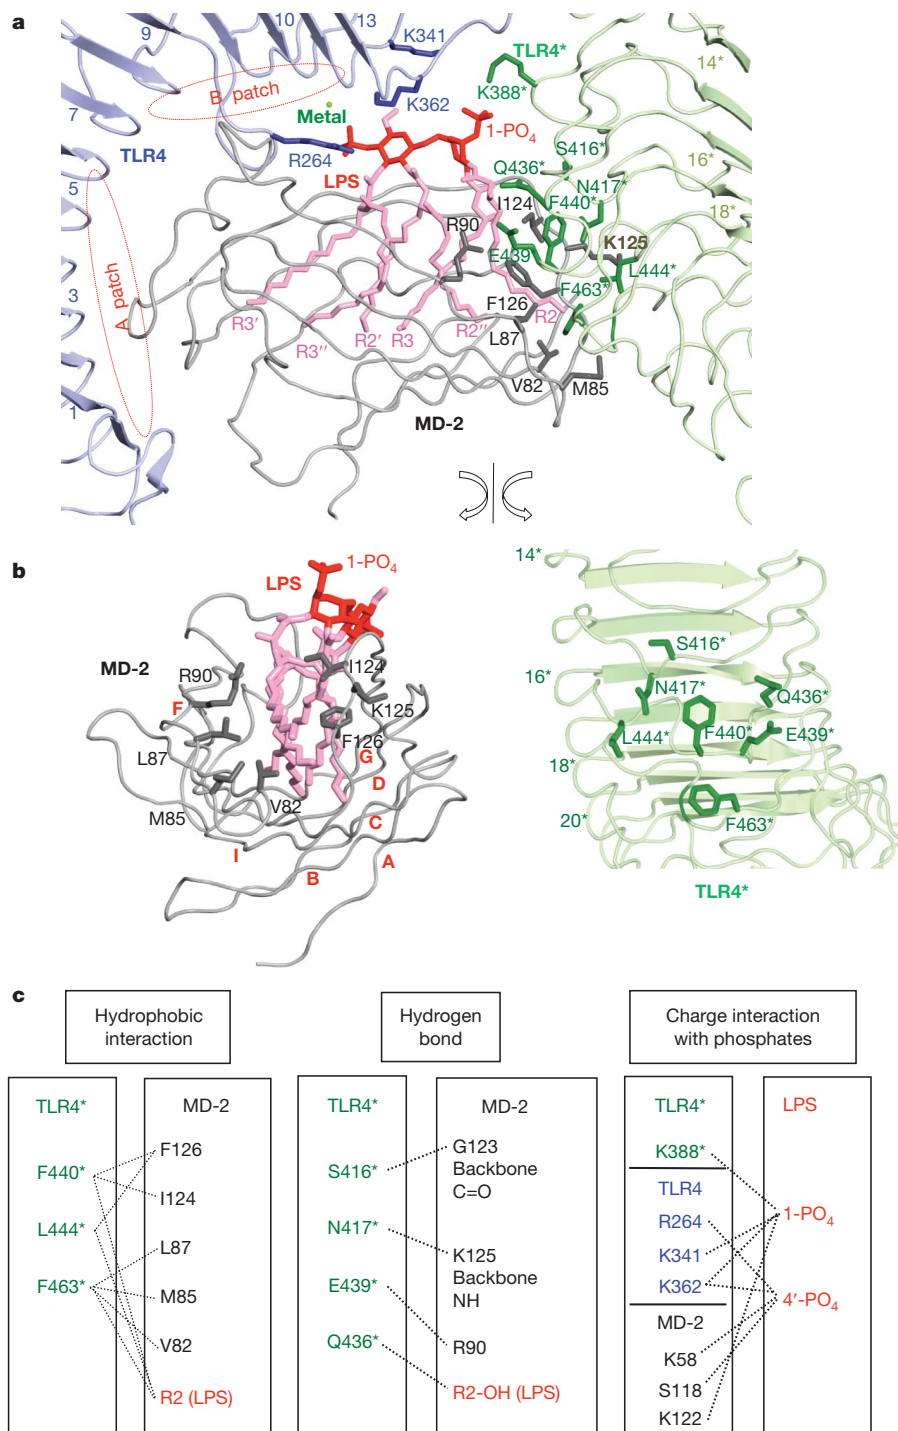 a
9
10
13
K341
TLR4*
14*
K388*
B patch
K362
7
Metal
1-PO4
S416*
TLR4
R264
16*
Q436*
LPS
N417*
5
I124
F440*
18*
R90
K125
E439
L444*
A patch
3
F463*
F126
R3′
R2′
R3
R2′′
R2
R3′′
L87
V82
M85
1
MD-2
b
1-PO4
LPS
14*
MD-2
S416*
I124
R90
16*
N417*
Q436*
F
K125
F126
L444*
F440*
E439*
L87
G
18*
D
V82
M85
C
20*
F463*
I
A
B
TLR4*
c
Hydrophobic
interaction
Hydrogen
bond
Charge interaction
with phosphates
TLR4*
MD-2
F440*
L444*
F463*
F126
I124
L87
M85
V82
R2 (LPS)
TLR4*
MD-2
S416*
N417*
E439*
Q436*
G123
Backbone
C=O
K125
Backbone
NH
R90
R2-OH (LPS)
TLR4*
LPS
K388*
TLR4
R264
K341
K362
MD-2
K58
S118
K122
1-PO4
4′-PO4